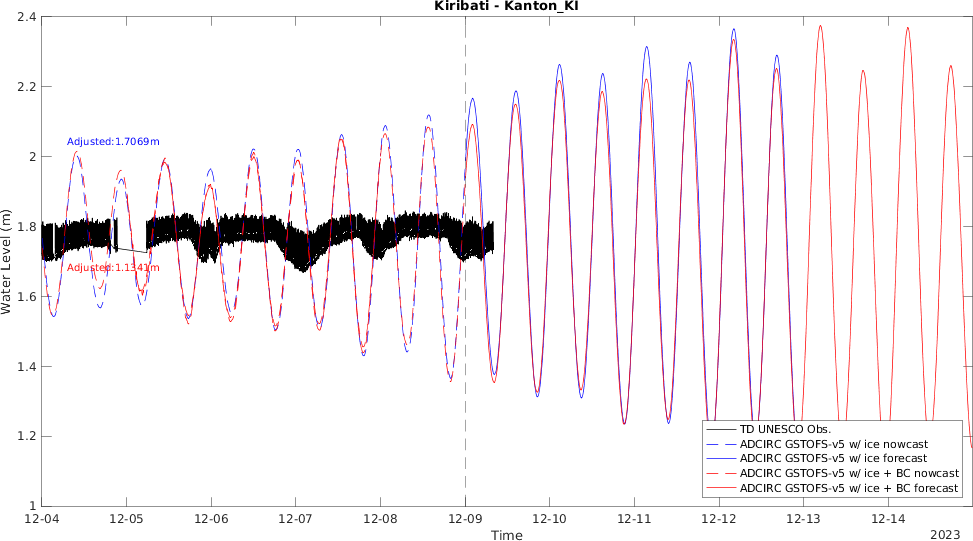 Kiribati - Kanton_KI
2.4
2.2
2
1.8
1.6
1.4
1.2
1
Water Level (m)
Adjusted:1.7069m
Adjusted:1.1341m
TD UNESCO Obs.
ADCIRC GSTOFS-v5 w/ ice nowcast
ADCIRC GSTOFS-v5 w/ ice forecast
ADCIRC GSTOFS-v5 w/ ice + BC nowcast
ADCIRC GSTOFS-v5 w/ ice + BC forecast
12-04 12-05 12-06 12-07 12-08 12-09 12-10 12-11 12-12 12-13 12-14
Time
2023